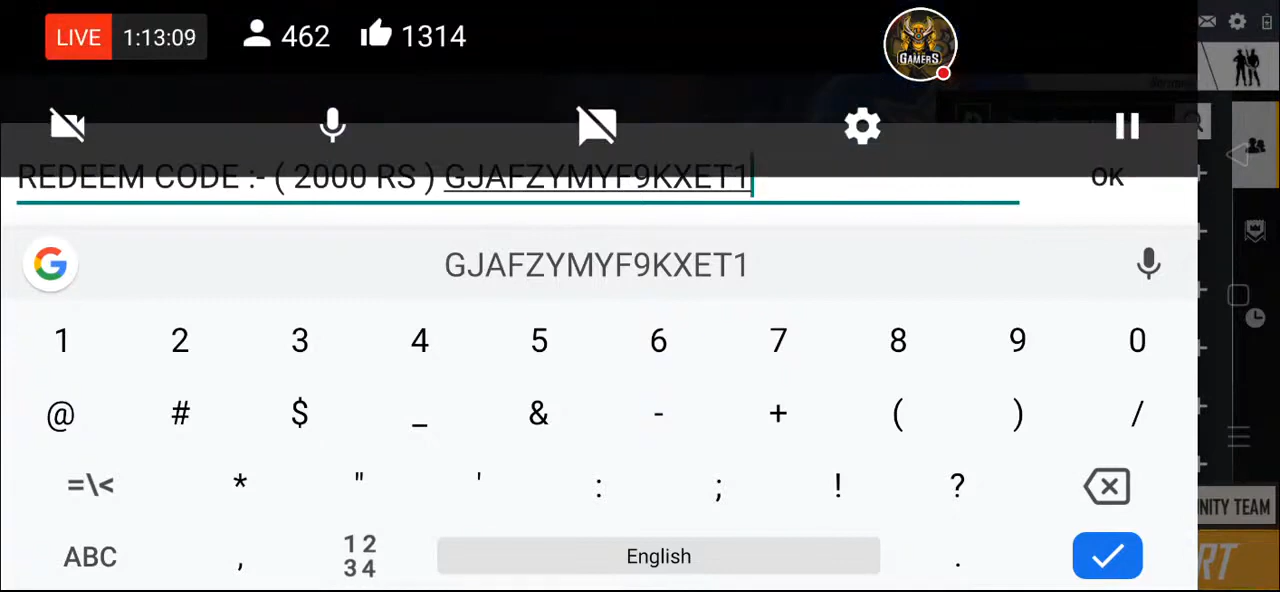 LIVE 1:13:09 462 1314
GAMERS
REDEEM CODE :- ( 2000 RS ) GJAFZYMYF9KXET1
OK
GJAFZYMYF9KXET1
1 2 3 4 5 6 7 8 9 0
@ # $ _ & - + ( ) /
=\< * " ' : ; ! ?
NITY TEAM
ABC , 12 English .
34
RT